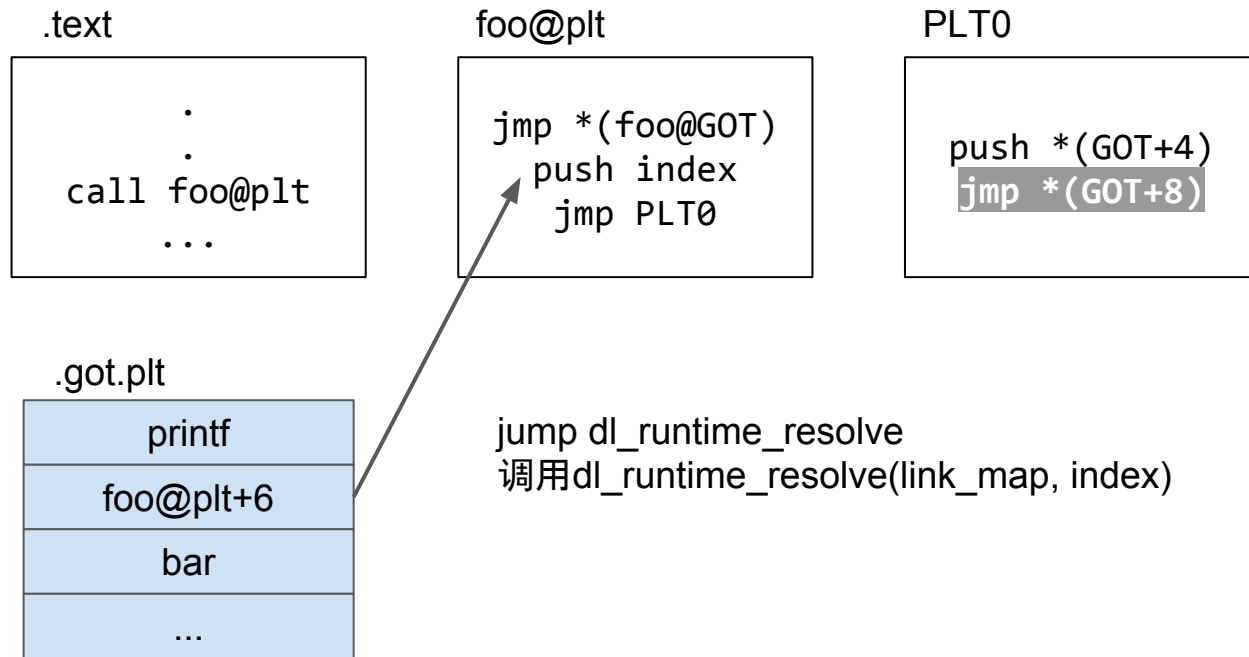 .text
.
.
call foo@plt
...
foo@plt
jmp *(foo@GOT)
push index
jmp PLT0
PLT0
push *(GOT+4)
jmp *(GOT+8)
.got.plt
printf
foo@plt+6
bar
...
jump dl_runtime_resolve
调用dl_runtime_resolve(link_map, index)